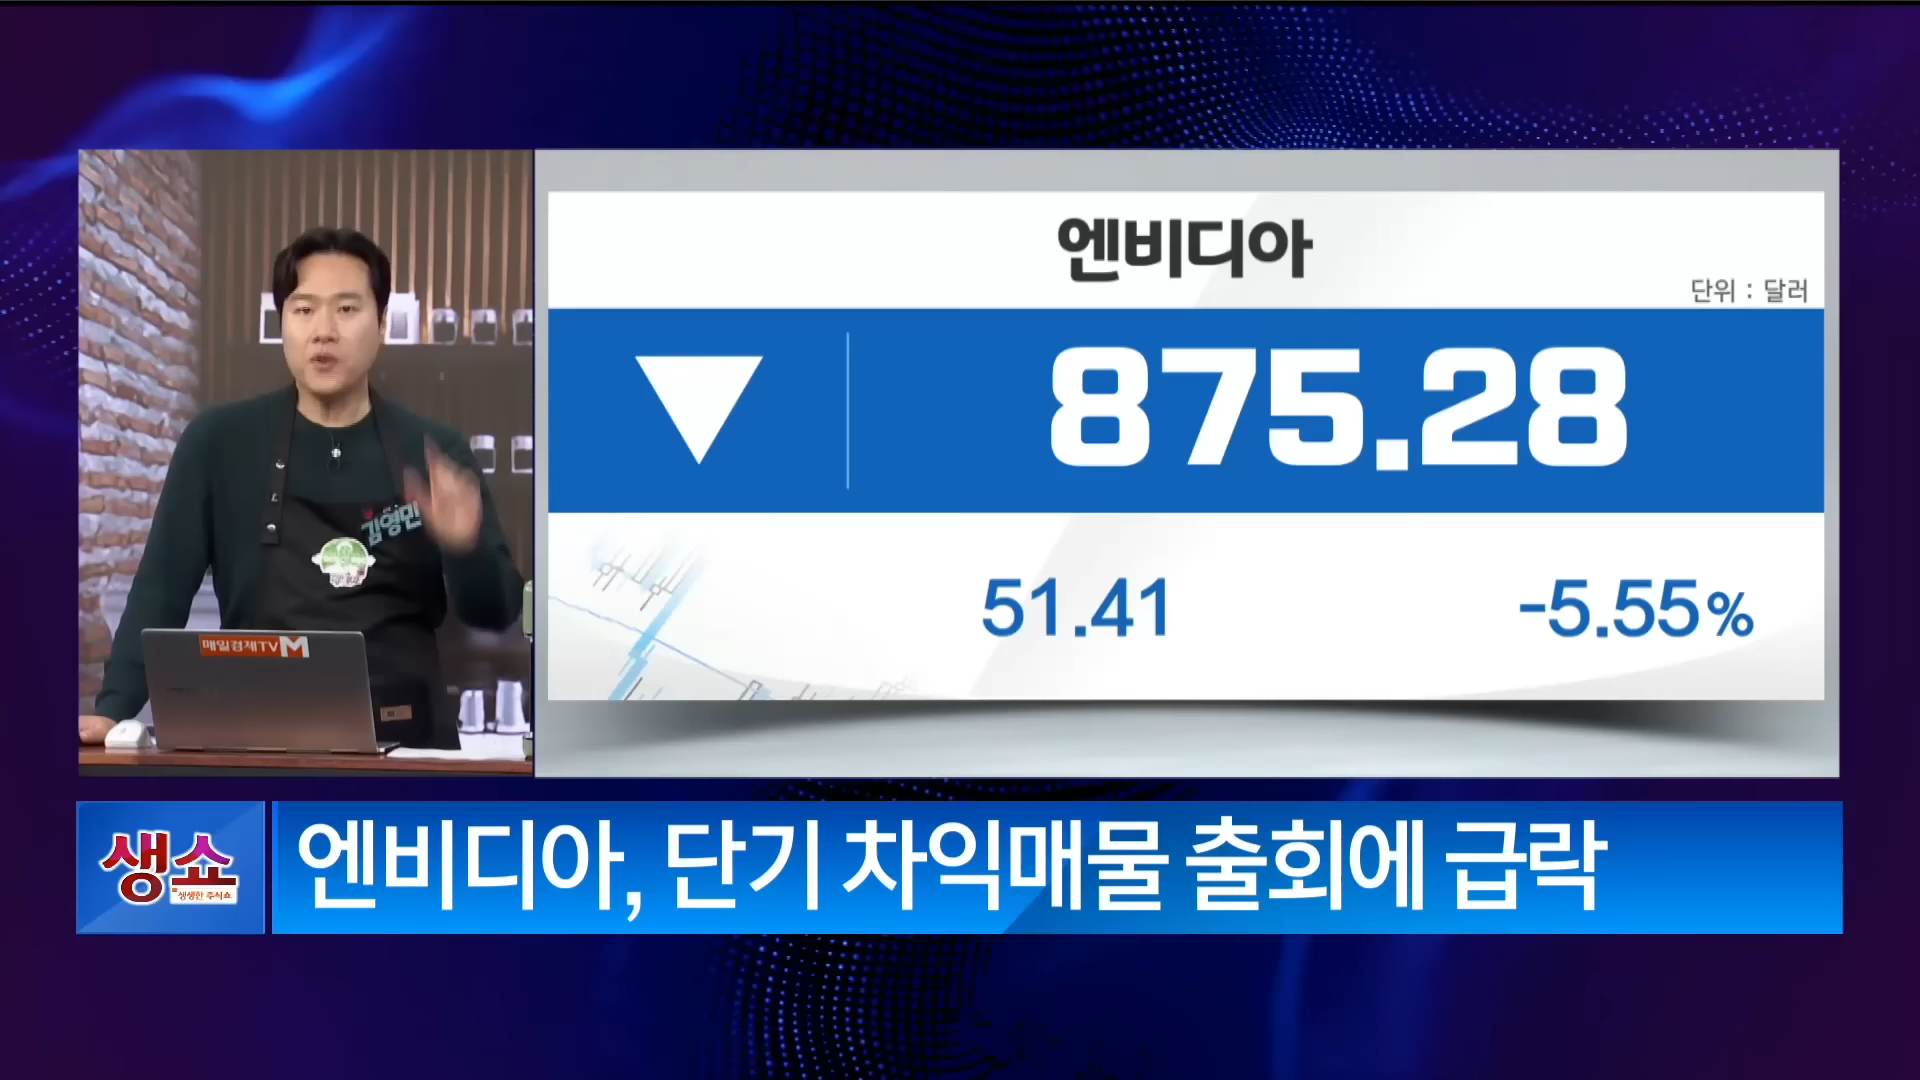 엔비디아
단위 : 달러
875.28
51.41
-5.55%
김영민
매일경제TV M
생쇼
생생한 주식쇼
엔비디아, 단기 차익매물 출회에 급락